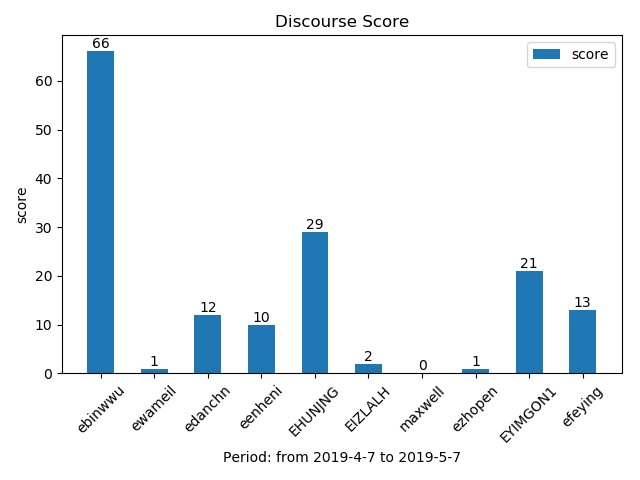 Discourse Score
score
66
1
12
10
29
2
0
1
21
13
score
60
50
40
30
20
10
0
ebinwwu
ewameil
edanchn
eenheni
EHUNJNG
EIZLALH
maxwell
ezhopen
EYIMGON1
efeying
Period: from 2019-4-7 to 2019-5-7